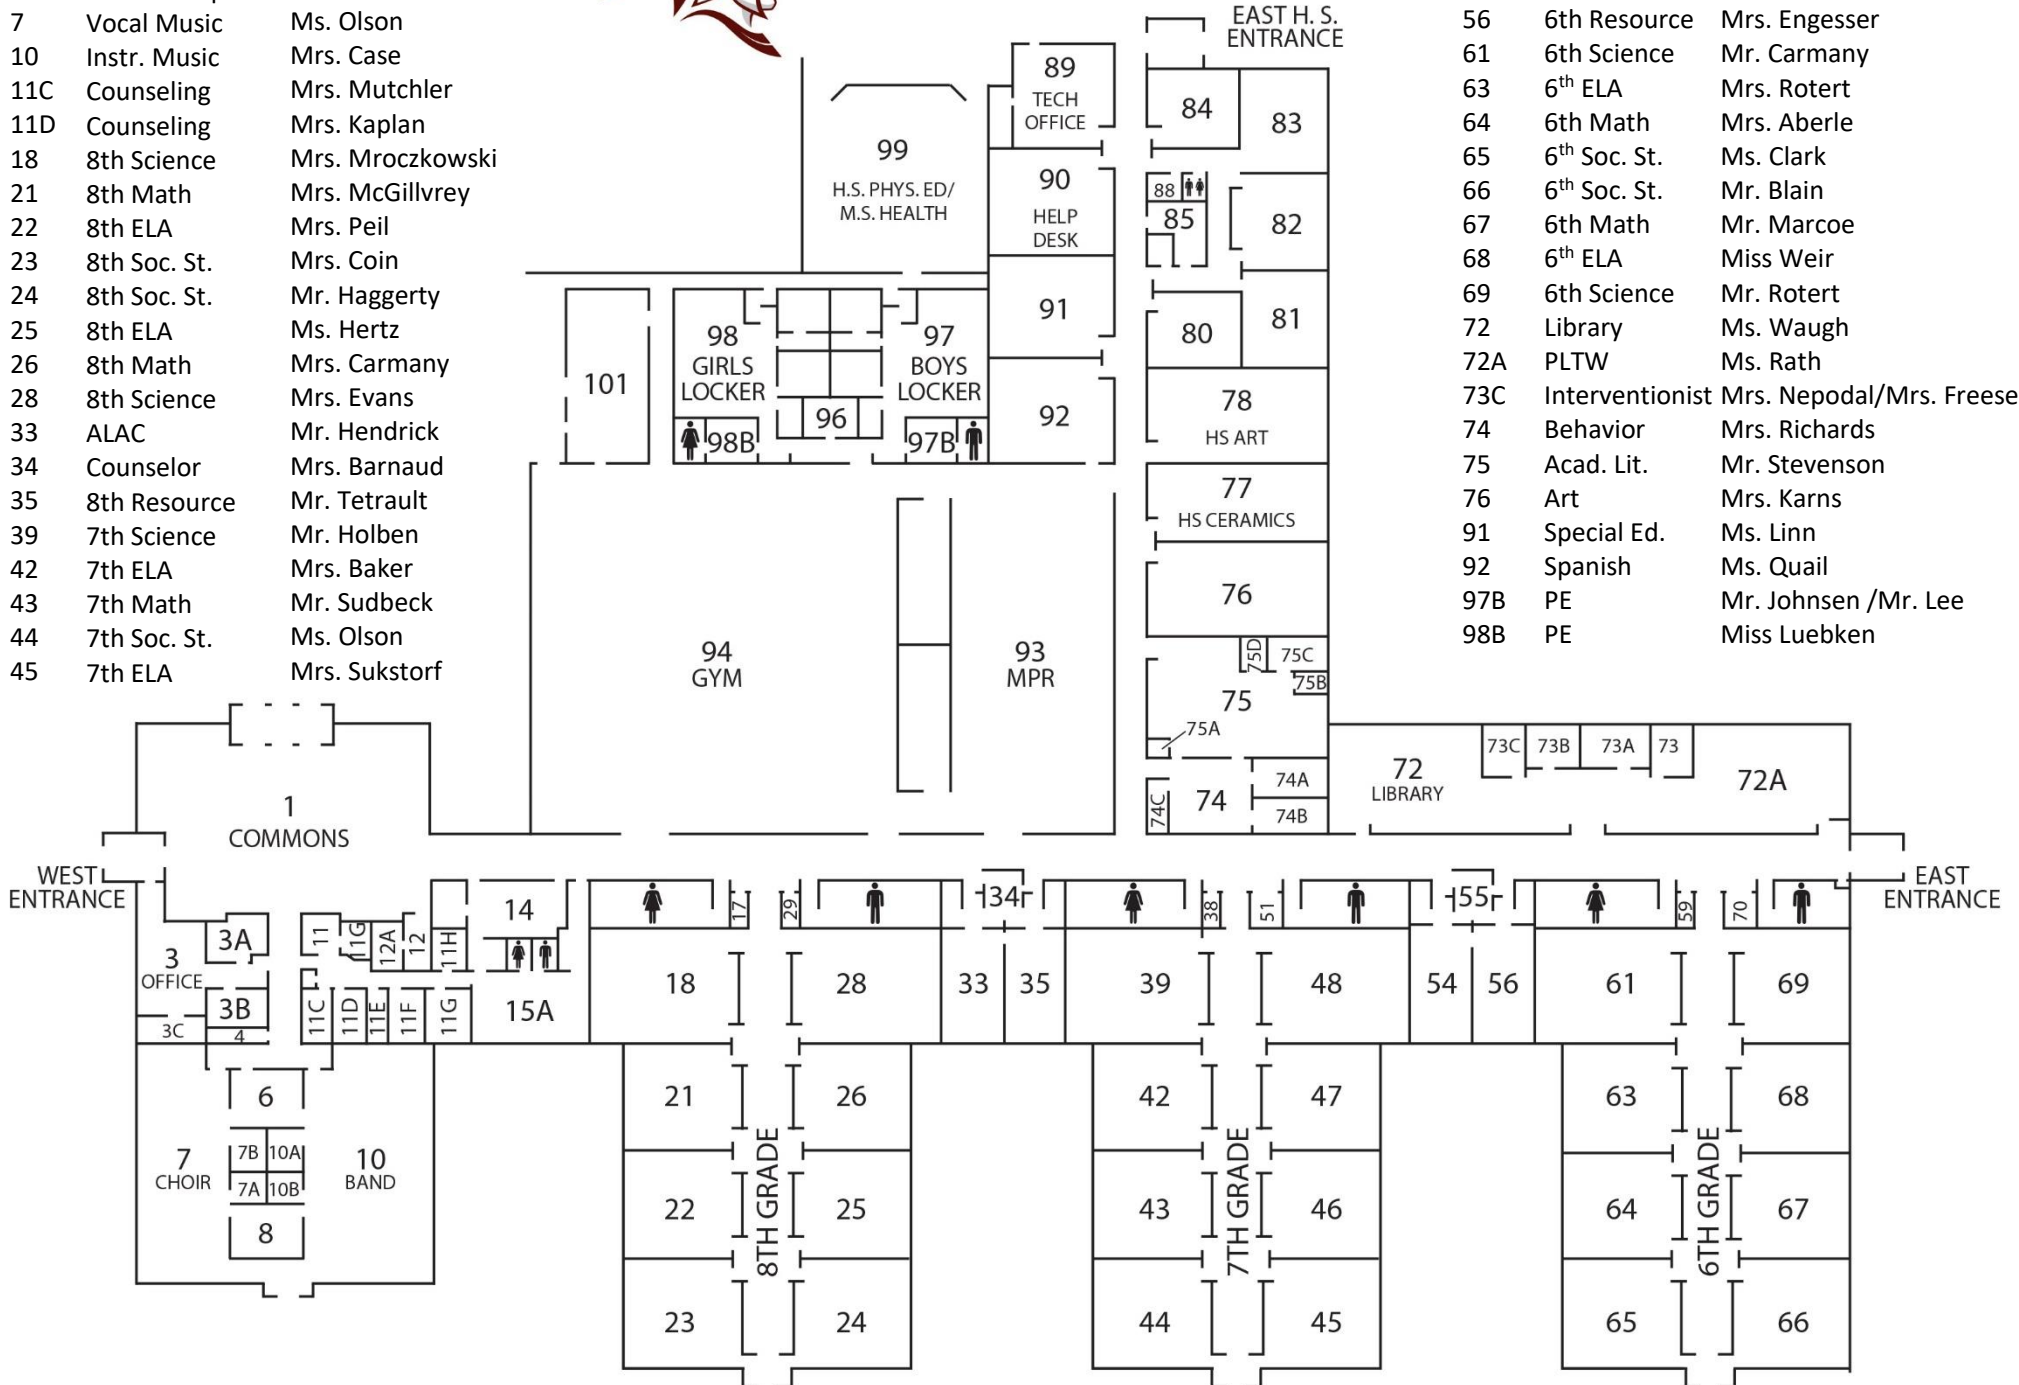 7 Vocal Music Ms. Olson
10 Instr. Music Mrs. Case
11C Counseling Mrs. Mutchler
11D Counseling Mrs. Kaplan
18 8th Science Mrs. Mroczkowski
21 8th Math Mrs. McGillvrey
22 8th ELA Mrs. Peil
23 8th Soc. St. Mrs. Coin
24 8th Soc. St. Mr. Haggerty
25 8th ELA Ms. Hertz
26 8th Math Mrs. Carmany
28 8th Science Mrs. Evans
33 ALAC Mr. Hendrick
34 Counselor Mrs. Barnaud
35 8th Resource Mr. Tetrault
39 7th Science Mr. Holben
42 7th ELA Mrs. Baker
43 7th Math Mr. Sudbeck
44 7th Soc. St. Ms. Olson
45 7th ELA Mrs. Sukstorf
56 6th Resource Mrs. Engesser
61 6th Science Mr. Carmany
63 6th ELA Mrs. Rotert
64 6th Math Mrs. Aberle
65 6th Soc. St. Ms. Clark
66 6th Soc. St. Mr. Blain
67 6th Math Mr. Marcoe
68 6th ELA Miss Weir
69 6th Science Mr. Rotert
72 Library Ms. Waugh
72A PLTW Ms. Rath
73C Interventionist Mrs. Nepodal/Mrs. Freese
74 Behavior Mrs. Richards
75 Acad. Lit. Mr. Stevenson
76 Art Mrs. Karns
91 Special Ed. Ms. Linn
92 Spanish Ms. Quail
97B PE Mr. Johnsen /Mr. Lee
98B PE Miss Luebken
EAST H. S.
ENTRANCE
89
TECH
OFFICE
84
83
99
H.S. PHYS. ED/
M.S. HEALTH
90
HELP
DESK
88
85
82
91
80
81
98
GIRLS
LOCKER
97
BOYS
LOCKER
101
96
98B
97B
92
78
HS ART
77
HS CERAMICS
76
94
GYM
93
MPR
75D
75C
75B
75
75A
74C
74
74A
74B
72
LIBRARY
73C
73B
73A
73
72A
1
COMMONS
WEST
ENTRANCE
EAST
ENTRANCE
3A
3
OFFICE
3B
3C
4
11
11G
12A
12
11H
14
15A
11C
11D
11E
11F
11G
17
29
34
38
51
55
59
70
18
28
33
35
39
48
54
56
61
69
6
7
CHOIR
7B
10A
7A
10B
10
BAND
8
21
26
22
25
23
24
8TH GRADE
42
47
43
46
44
45
7TH GRADE
63
68
64
67
65
66
6TH GRADE